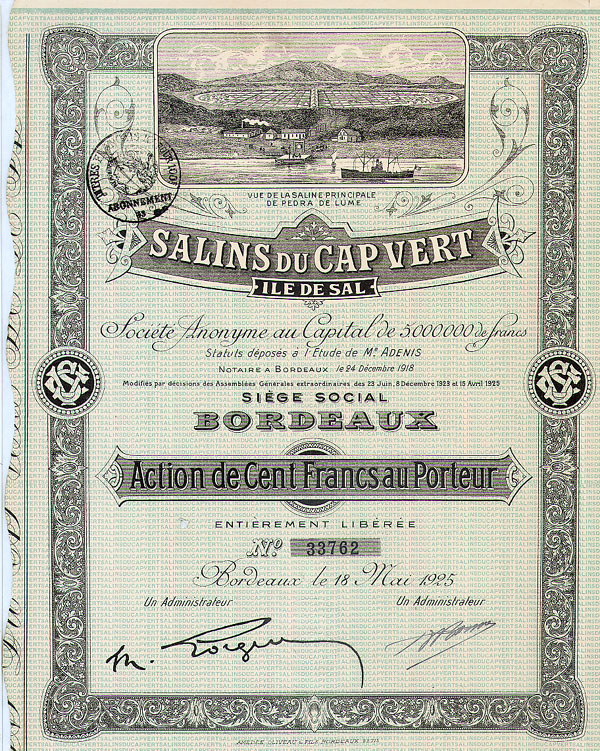 VUE DE LA SALINE PRINCIPALE
DE PEDRA DE LUME
ABONNEMENT
SALINS DU CAP VERT
ILE DE SAL
Société Anonyme au Capital de 5000000 de francs
Statuts déposés à l'Etude de Me ADENIS
NOTAIRE A BORDEAUX le 24 Décembre 1918
Modifiés par décisions des Assemblées Générales extraordinaires des 23 Juin, 8 Décembre 1923 et 15 Avril 1925
SIÈGE SOCIAL
BORDEAUX
Action de Cent Francs au Porteur
ENTIÈREMENT LIBÉRÉE
No 33762
Bordeaux le 18 Mai 1925
Un Administrateur Un Administrateur